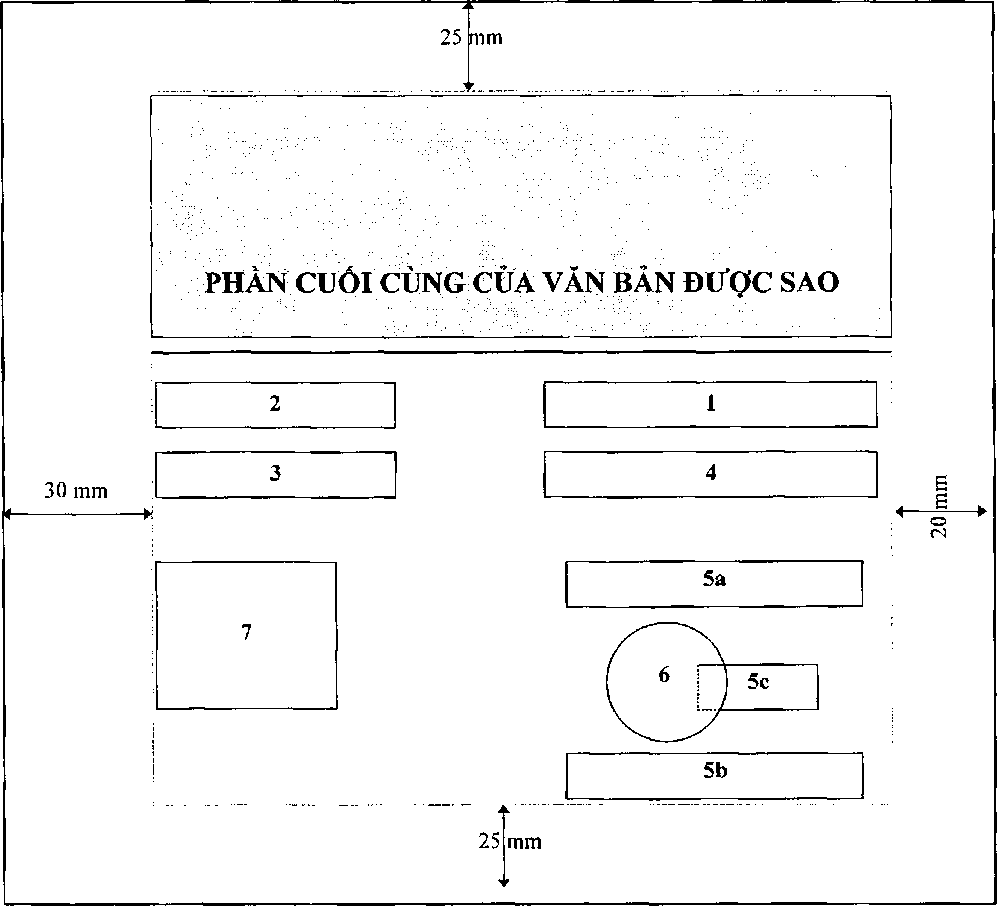 25 mm
PHẦN CUỐI CÙNG CỦA VĂN BẢN ĐƯỢC SAO
2
1
3
4
30 mm
20 mm
5a
7
6
5c
5b
25 mm